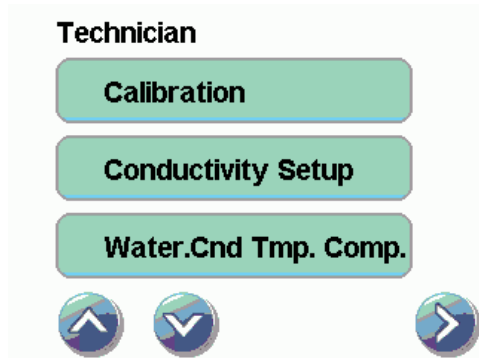 Technician
Calibration
Conductivity Setup
Water.Cnd Tmp. Comp.